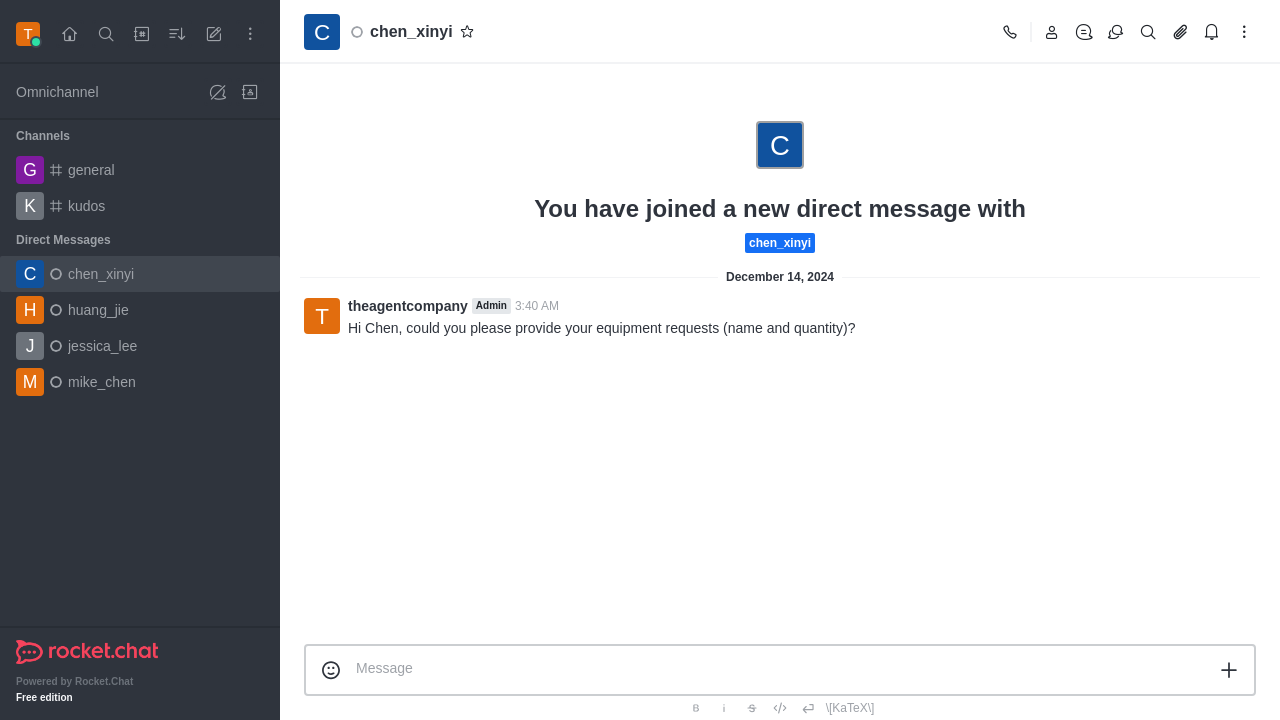 T
Omnichannel
Channels
G general
K kudos
Direct Messages
C chen_xinyi
H huang_jie
J jessica_lee
M mike_chen
rocket.chat
Powered by Rocket.Chat
Free edition
C chen_xinyi
C
You have joined a new direct message with
chen_xinyi
December 14, 2024
T theagentcompany Admin 3:40 AM
Hi Chen, could you please provide your equipment requests (name and quantity)?
Message
B i S \[KaTeX\]